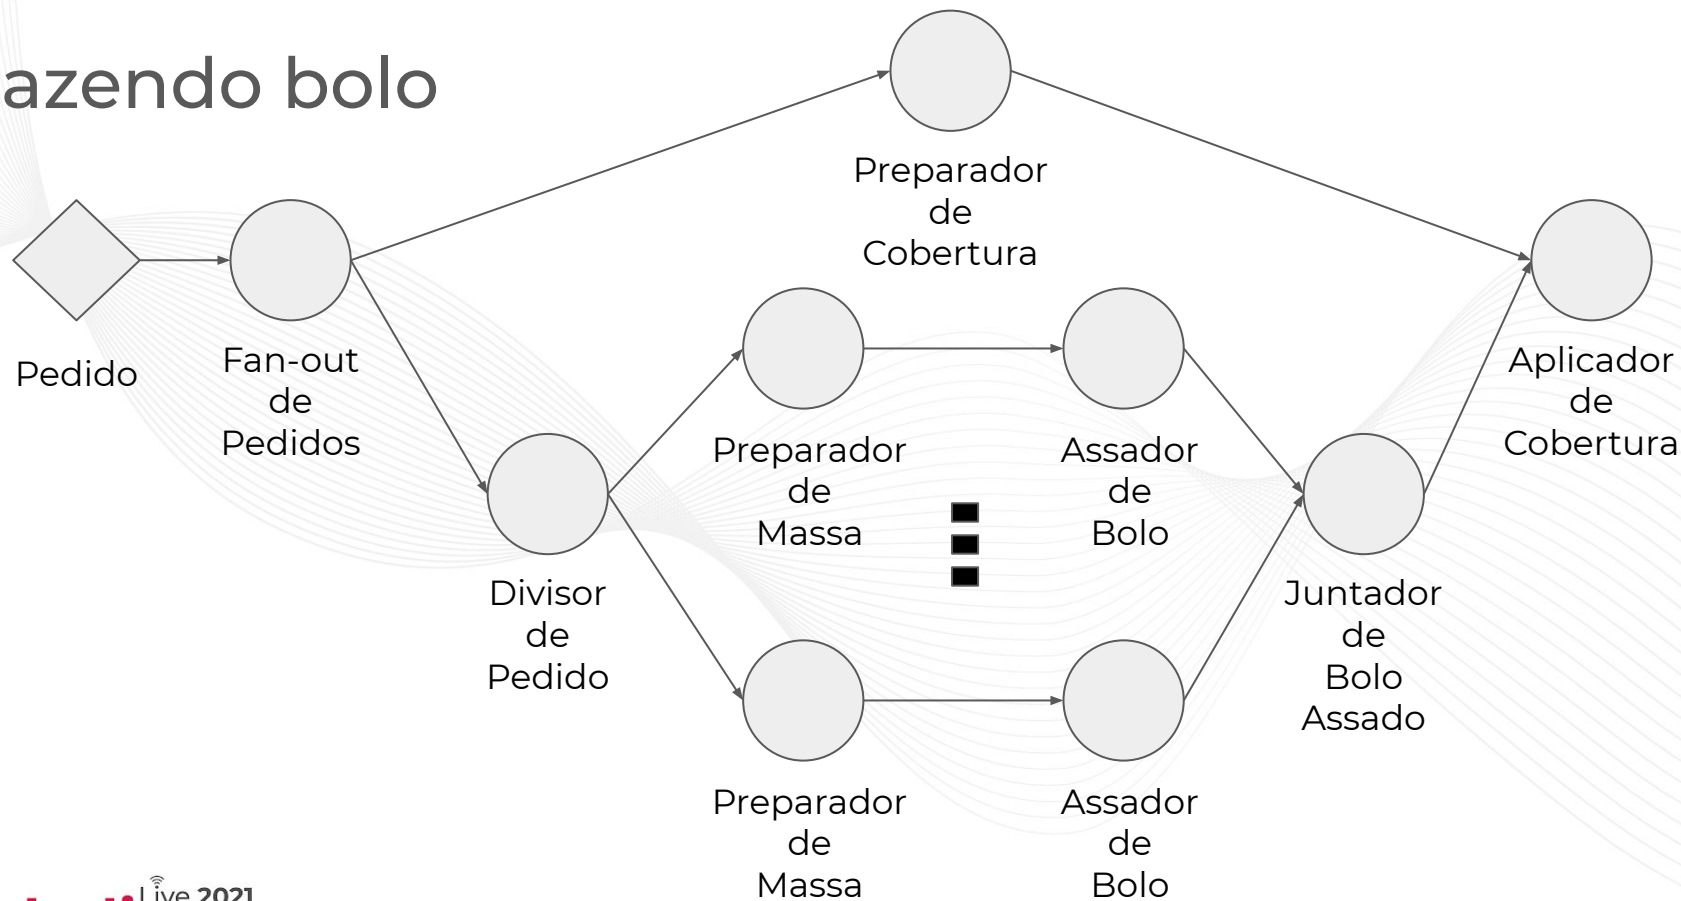 azendo bolo
Preparador
de
Cobertura
Pedido
Fan-out
de
Pedidos
Aplicador
de
Cobertura
Preparador
de
Massa
Assador
de
Bolo
Divisor
de
Pedido
Juntador
de
Bolo
Assado
Preparador
de
Massa
Assador
de
Bolo
Live 2021